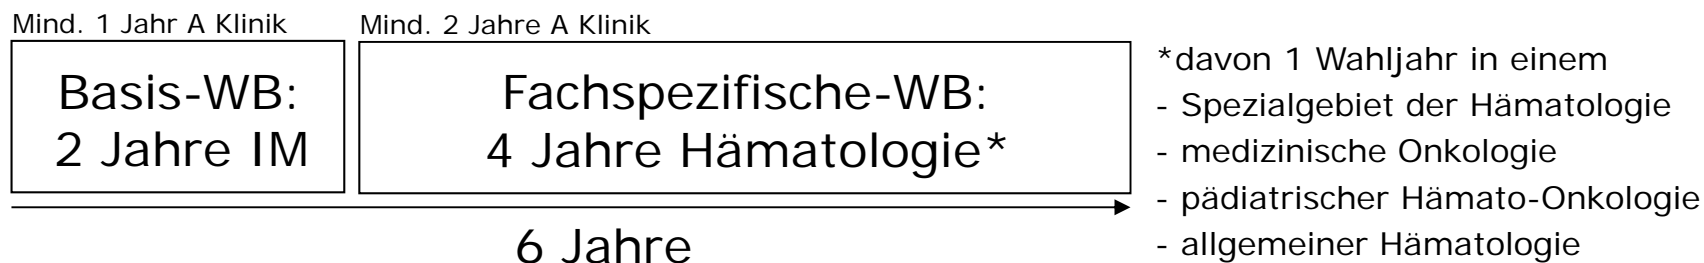 Mind. 1 Jahr A Klinik
Basis-WB:
2 Jahre IM
Mind. 2 Jahre A Klinik
Fachspezifische-WB:
4 Jahre Hämatologie*
6 Jahre
*davon 1 Wahljahr in einem
- Spezialgebiet der Hämatologie
- medizinische Onkologie
- pädiatrischer Hämato-Onkologie
- allgemeiner Hämatologie